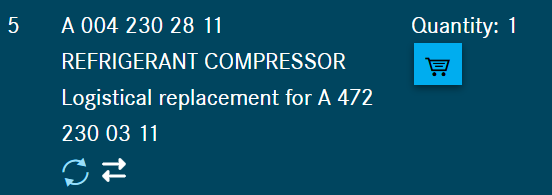 5 A 004 230 28 11 Quantity: 1
REFRIGERANT COMPRESSOR
Logistical replacement for A 472
230 03 11